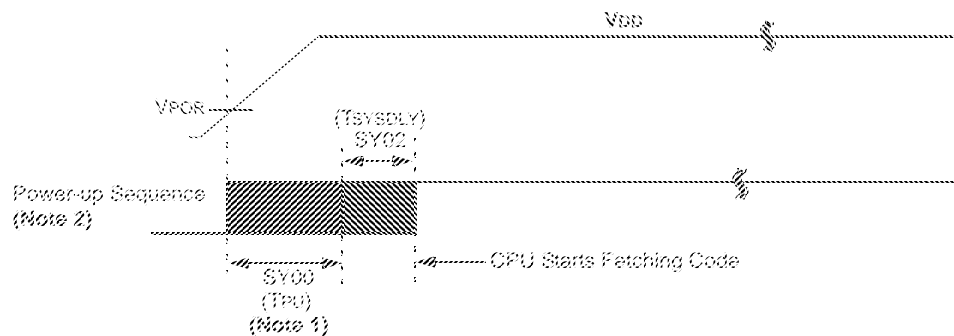 VDD
VPOR
(TSYSDLY)
SY02
Power-up Sequence
(Note 2)
CPU Starts Fetching Code
SY00
(TPU)
(Note 1)